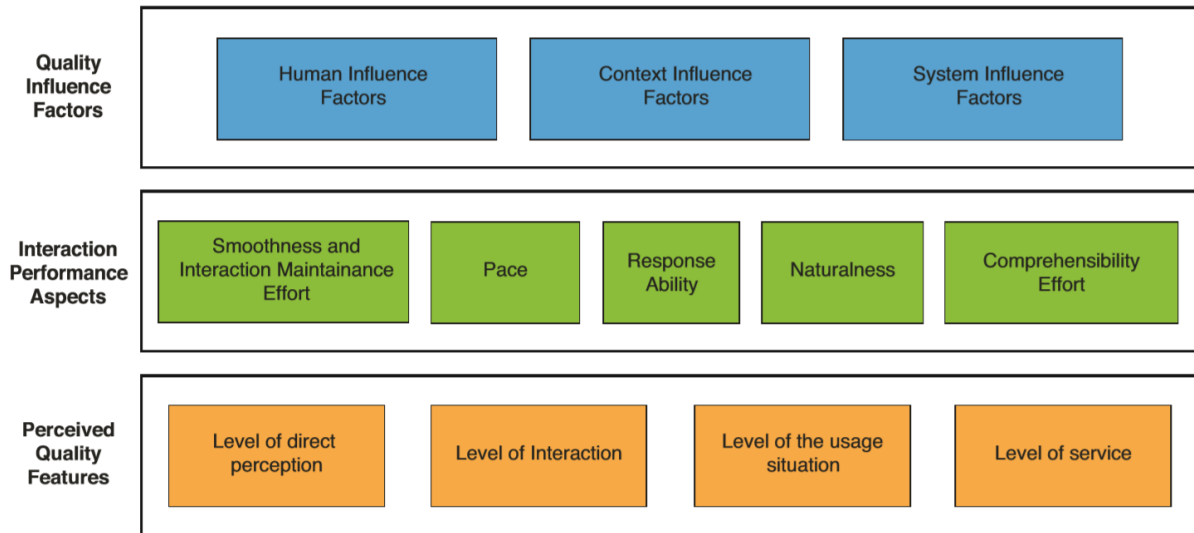 Quality
Influence
Factors
Human Influence
Factors
Context Influence
Factors
System Influence
Factors
Interaction
Performance
Aspects
Smoothness and
Interaction Maintainance
Effort
Pace
Response
Ability
Naturalness
Comprehensibility
Effort
Perceived
Quality
Features
Level of direct
perception
Level of Interaction
Level of the usage
situation
Level of service